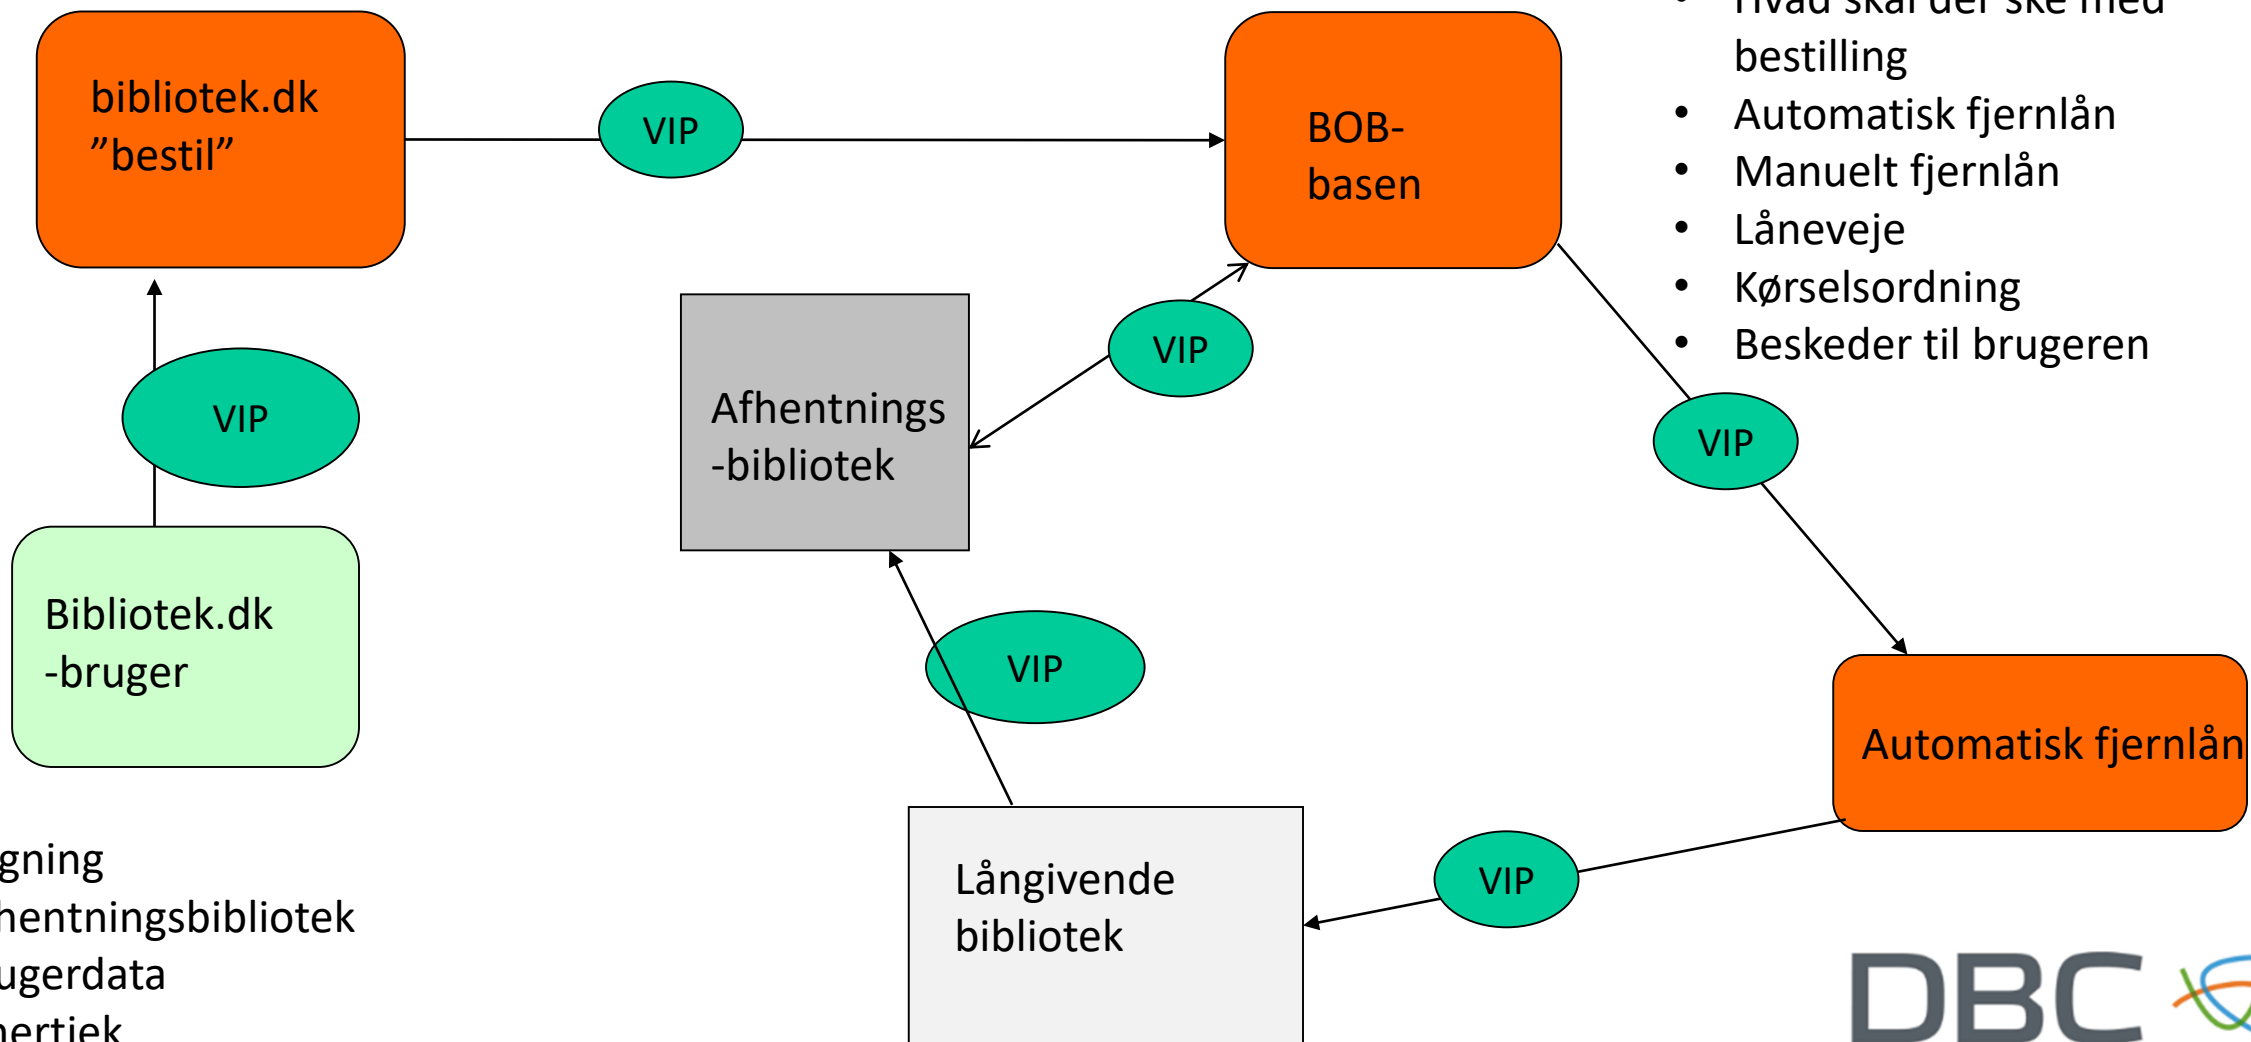 bibliotek.dk
”bestil”
VIP
BOB-
basen
bestilling
• Automatisk fjernlån
• Manuelt fjernlån
• Låneveje
• Kørselsordning
• Beskeder til brugeren
VIP
Afhentnings
-bibliotek
VIP
VIP
Bibliotek.dk
-bruger
VIP
Automatisk fjernlån
Långivende
bibliotek
VIP
gning
hentningsbibliotek
ugerdata
DBC